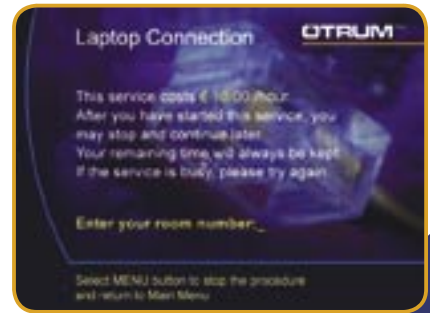 Laptop Connection
OTRUM
This service costs € 10.00 /hour.
After you have started this service, you
may stop and continue later.
Your remaining time will always be kept.
If the service is busy, please try again.
Enter your room number:_
Select MENU button to stop the procedure
and return to Main Menu